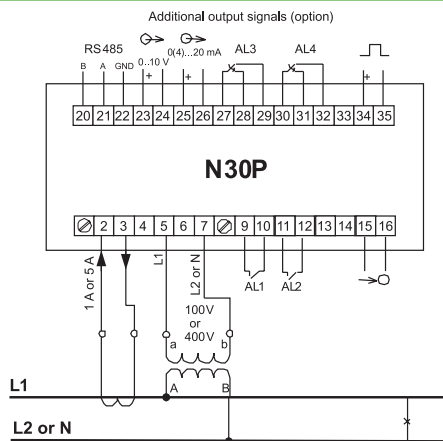 Additional output signals (option)
RS485
0..10 V
0(4)...20 mA
AL3
AL4
B A GND + + +
20 21 22 23 24 25 26 27 28 29 30 31 32 33 34 35
N30P
2 3 4 5 6 7 9 10 11 12 13 14 15 16
1 A or 5 A
L1
L2 or N
AL1
AL2
100V
or
400V
a b
A B
L1
L2 or N